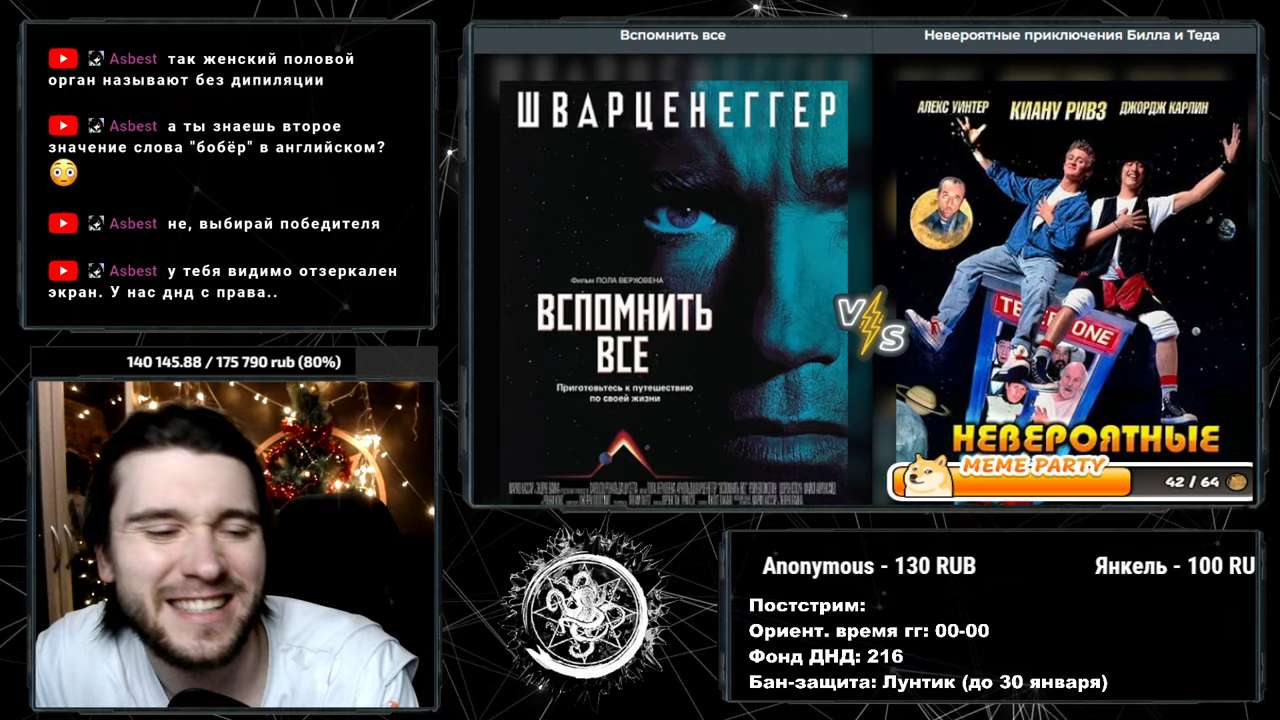 Asbest так женский половой
орган называют без дипиляции
Asbest а ты знаешь второе
значение слова "бобёр" в английском?
Asbest не, выбирай победителя
Asbest у тебя видимо отзеркален
экран. У нас днд с права..
140 145.88 / 175 790 rub (80%)
Вспомнить все
ШВАРЦЕНЕГГЕР
Фильм ПОЛА ВЕРХОВЕНА
ВСПОМНИТЬ
ВСЕ
Приготовьтесь к путешествию
по своей жизни
VS
Невероятные приключения Билла и Теда
АЛЕКС УИНТЕР КИАНУ РИВЗ ДЖОРДЖ КАРЛИН
НЕВЕРОЯТНЫЕ
MEME PARTY
42 / 64
Anonymous - 130 RUB Янкель - 100 RU
Постстрим:
Ориент. время гг: 00-00
Фонд ДНД: 216
Бан-защита: Лунтик (до 30 января)